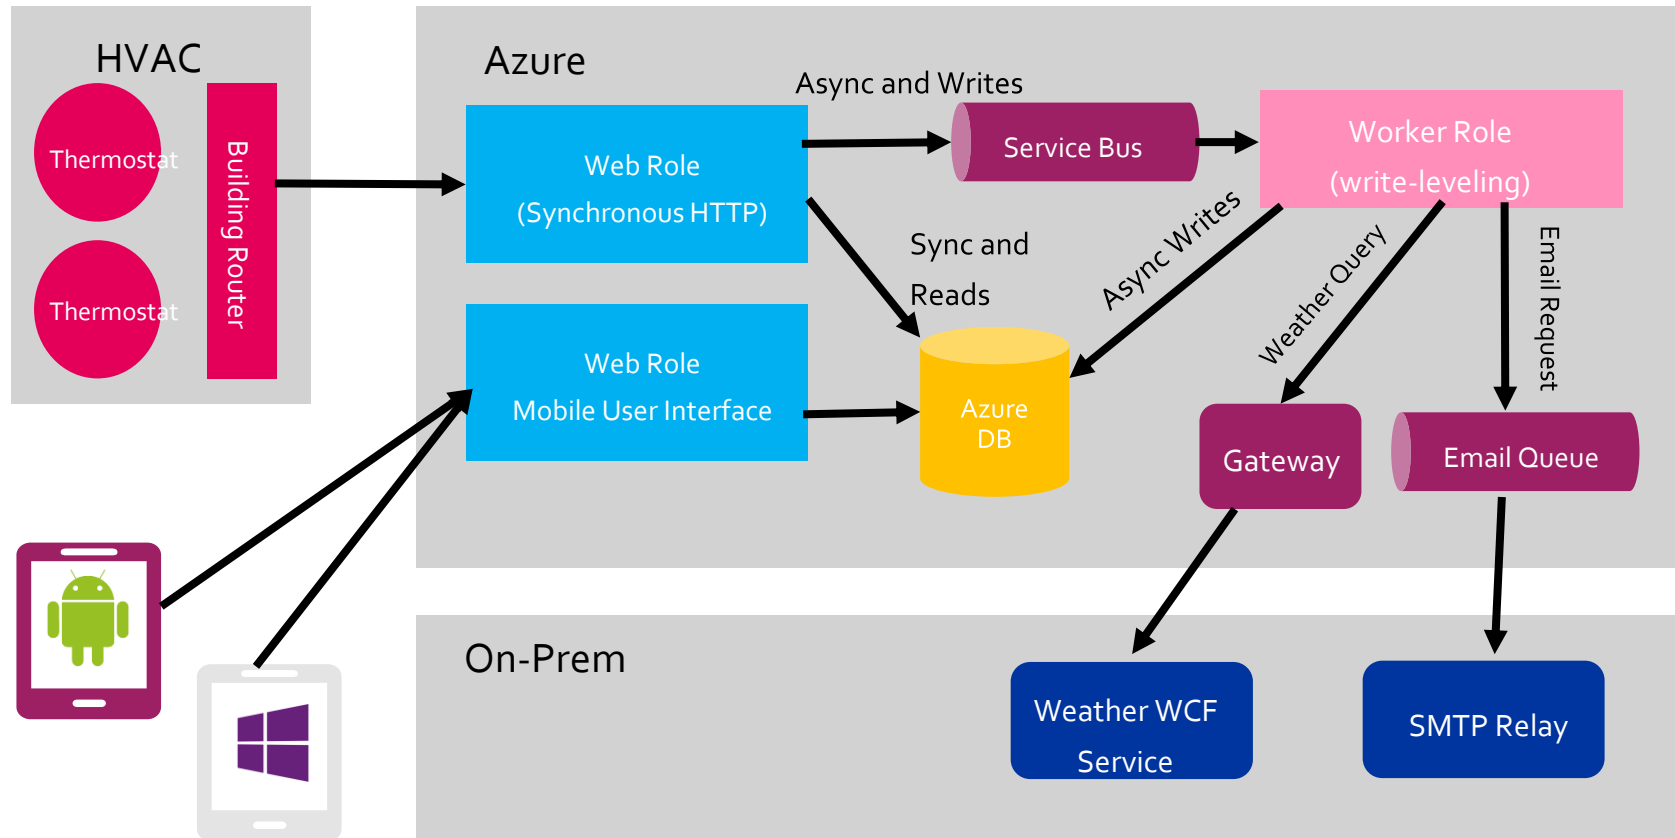 HVAC
Thermostat
Thermostat
Building Router
Azure
Async and Writes
Web Role
(Synchronous HTTP)
Service Bus
Worker Role
(write-leveling)
Sync and
Reads
Async Writes
Weather Query
Email Request
Web Role
Mobile User Interface
Azure
DB
Gateway
Email Queue
On-Prem
Weather WCF
Service
SMTP Relay